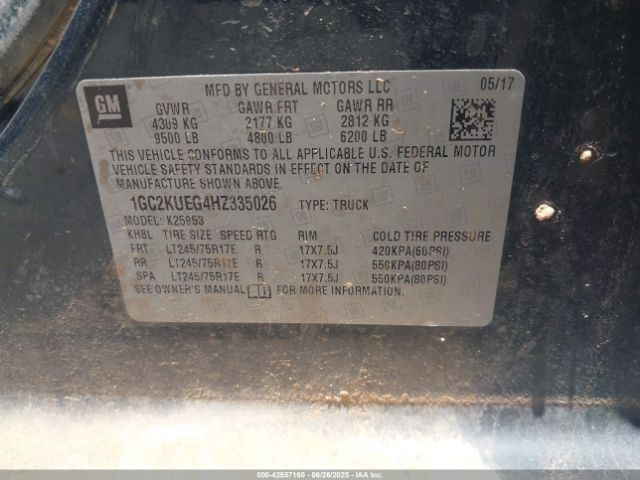 GM
MFD BY GENERAL MOTORS LLC 05/17
GVWR GAWR FRT GAWR RR
4309 KG 2177 KG 2812 KG
9500 LB 4800 LB 6200 LB
THIS VEHICLE CONFORMS TO ALL APPLICABLE U.S. FEDERAL MOTOR
VEHICLE SAFETY STANDARDS IN EFFECT ON THE DATE OF
MANUFACTURE SHOWN ABOVE.
1GC2KUEG4HZ335026 TYPE: TRUCK
MODEL: K25953
KHBL TIRE SIZE SPEED RTG RIM COLD TIRE PRESSURE
FRT LT245/75R17E R 17X7.5J 420KPA(60PSI)
RR LT245/75R17E R 17X7.5J 550KPA(80PSI)
SPA LT245/75R17E R 17X7.5J 550KPA(80PSI)
SEE OWNER'S MANUAL FOR MORE INFORMATION.
000-42557160 - 06/26/2025 - IAAI.CA